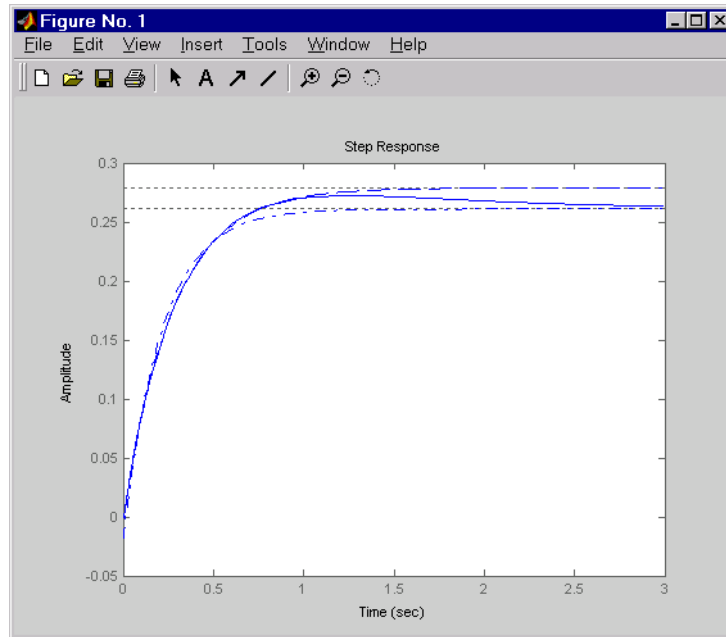 Figure No. 1
File Edit View Insert Tools Window Help
A
Step Response
0.3
0.25
0.2
0.15
0.1
0.05
0
-0.05
Amplitude
0 0.5 1 1.5 2 2.5 3
Time (sec)